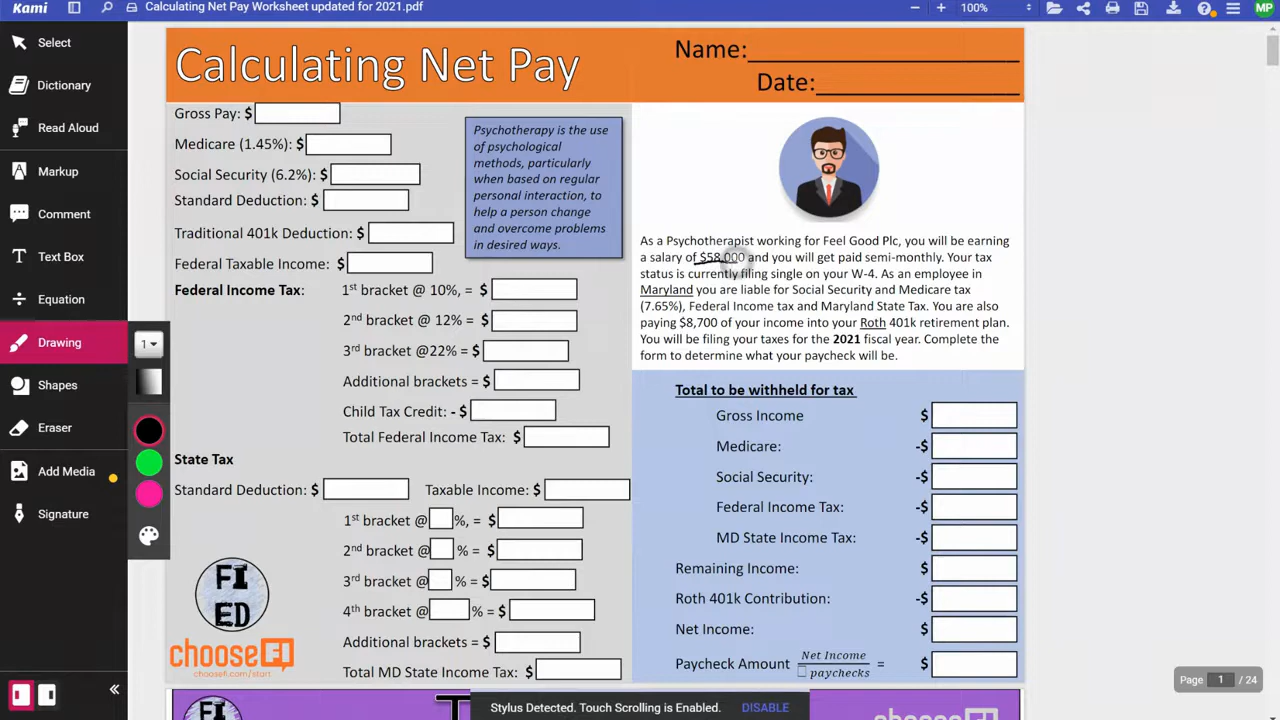 Kami
Calculating Net Pay Worksheet updated for 2021.pdf
100%
MP
Select
Dictionary
Read Aloud
Markup
Comment
Text Box
Equation
Drawing
Shapes
Eraser
Add Media
Signature
1
Calculating Net Pay
Name:
Date:
Gross Pay: $
Medicare (1.45%): $
Social Security (6.2%): $
Standard Deduction: $
Traditional 401k Deduction: $
Federal Taxable Income: $
Federal Income Tax: 1st bracket @ 10%, = $
2nd bracket @ 12% = $
3rd bracket @22% = $
Additional brackets = $
Child Tax Credit: - $
Total Federal Income Tax: $
State Tax
Standard Deduction: $ Taxable Income: $
1st bracket @ %, = $
2nd bracket @ % = $
3rd bracket @ % = $
4th bracket @ % = $
Additional brackets = $
Total MD State Income Tax: $
FI
ED
chooseFI
choosefi.com/start
Psychotherapy is the use
of psychological
methods, particularly
when based on regular
personal interaction, to
help a person change
and overcome problems
in desired ways.
As a Psychotherapist working for Feel Good Plc, you will be earning
a salary of $58,000 and you will get paid semi-monthly. Your tax
status is currently filing single on your W-4. As an employee in
Maryland you are liable for Social Security and Medicare tax
(7.65%), Federal Income tax and Maryland State Tax. You are also
paying $8,700 of your income into your Roth 401k retirement plan.
You will be filing your taxes for the 2021 fiscal year. Complete the
form to determine what your paycheck will be.
Total to be withheld for tax
Gross Income $
Medicare: -$
Social Security: -$
Federal Income Tax: -$
MD State Income Tax: -$
Remaining Income: $
Roth 401k Contribution: -$
Net Income: $
Paycheck Amount Net Income / paychecks = $
Page 1 / 24
Stylus Detected. Touch Scrolling is Enabled. DISABLE